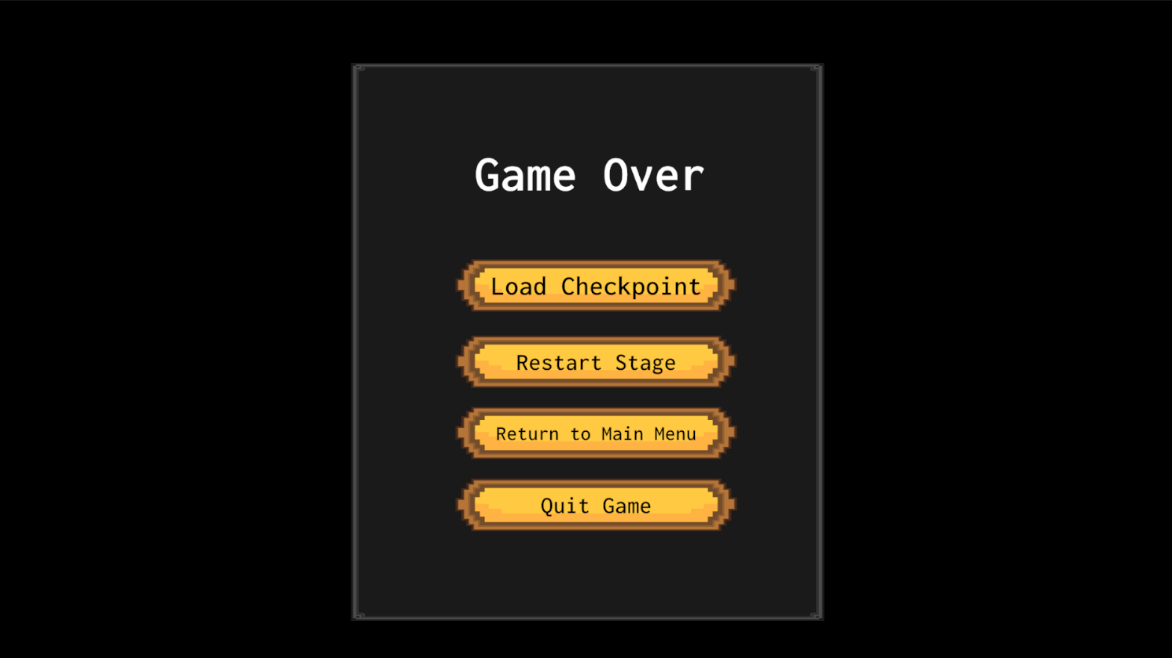 Game Over
Load Checkpoint
Restart Stage
Return to Main Menu
Quit Game